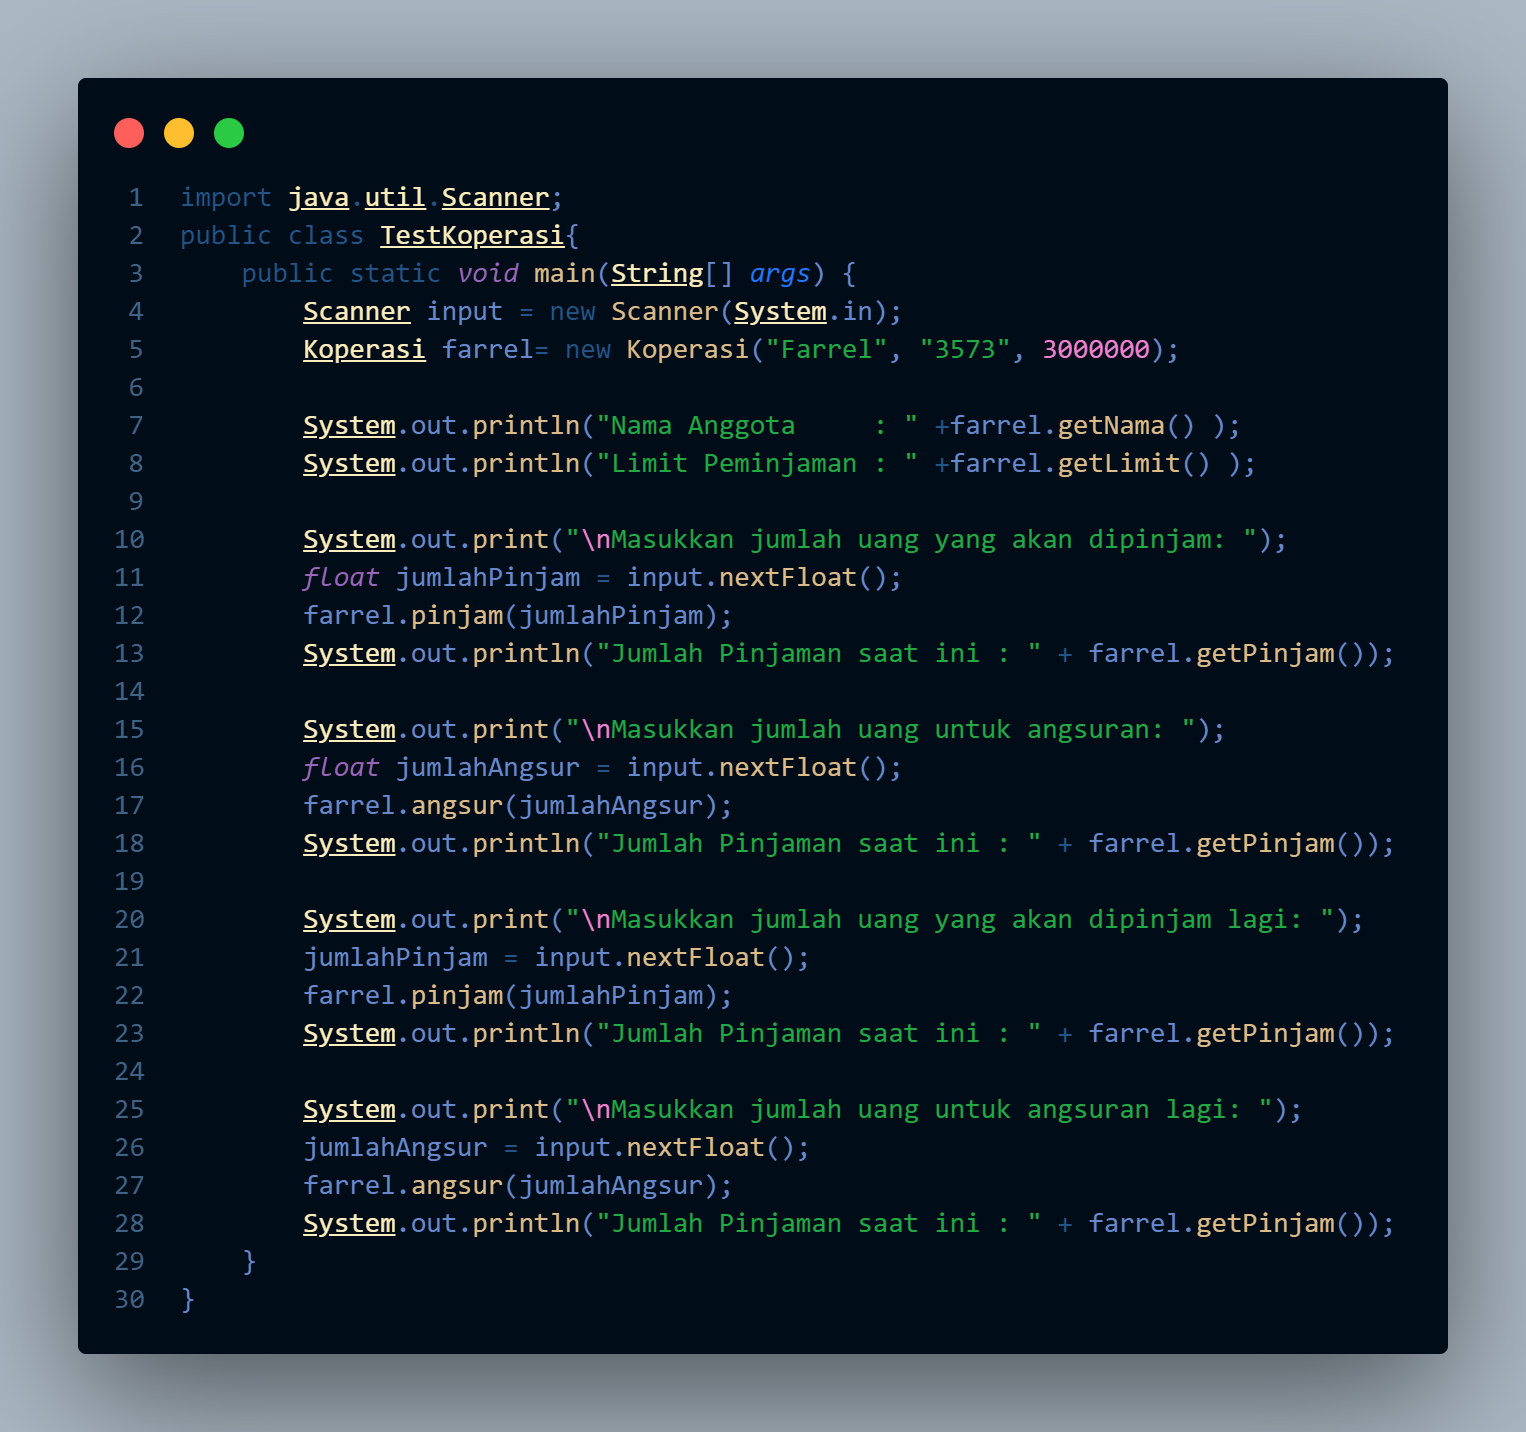 1 import java.util.Scanner;
2 public class TestKoperasi{
3     public static void main(String[] args) {
4         Scanner input = new Scanner(System.in);
5         Koperasi farrel= new Koperasi("Farrel", "3573", 3000000);
6
7         System.out.println("Nama Anggota     : " +farrel.getNama() );
8         System.out.println("Limit Peminjaman : " +farrel.getLimit() );
9
10         System.out.print("\nMasukkan jumlah uang yang akan dipinjam: ");
11         float jumlahPinjam = input.nextFloat();
12         farrel.pinjam(jumlahPinjam);
13         System.out.println("Jumlah Pinjaman saat ini : " + farrel.getPinjam());
14
15         System.out.print("\nMasukkan jumlah uang untuk angsuran: ");
16         float jumlahAngsur = input.nextFloat();
17         farrel.angsur(jumlahAngsur);
18         System.out.println("Jumlah Pinjaman saat ini : " + farrel.getPinjam());
19
20         System.out.print("\nMasukkan jumlah uang yang akan dipinjam lagi: ");
21         jumlahPinjam = input.nextFloat();
22         farrel.pinjam(jumlahPinjam);
23         System.out.println("Jumlah Pinjaman saat ini : " + farrel.getPinjam());
24
25         System.out.print("\nMasukkan jumlah uang untuk angsuran lagi: ");
26         jumlahAngsur = input.nextFloat();
27         farrel.angsur(jumlahAngsur);
28         System.out.println("Jumlah Pinjaman saat ini : " + farrel.getPinjam());
29     }
30 }